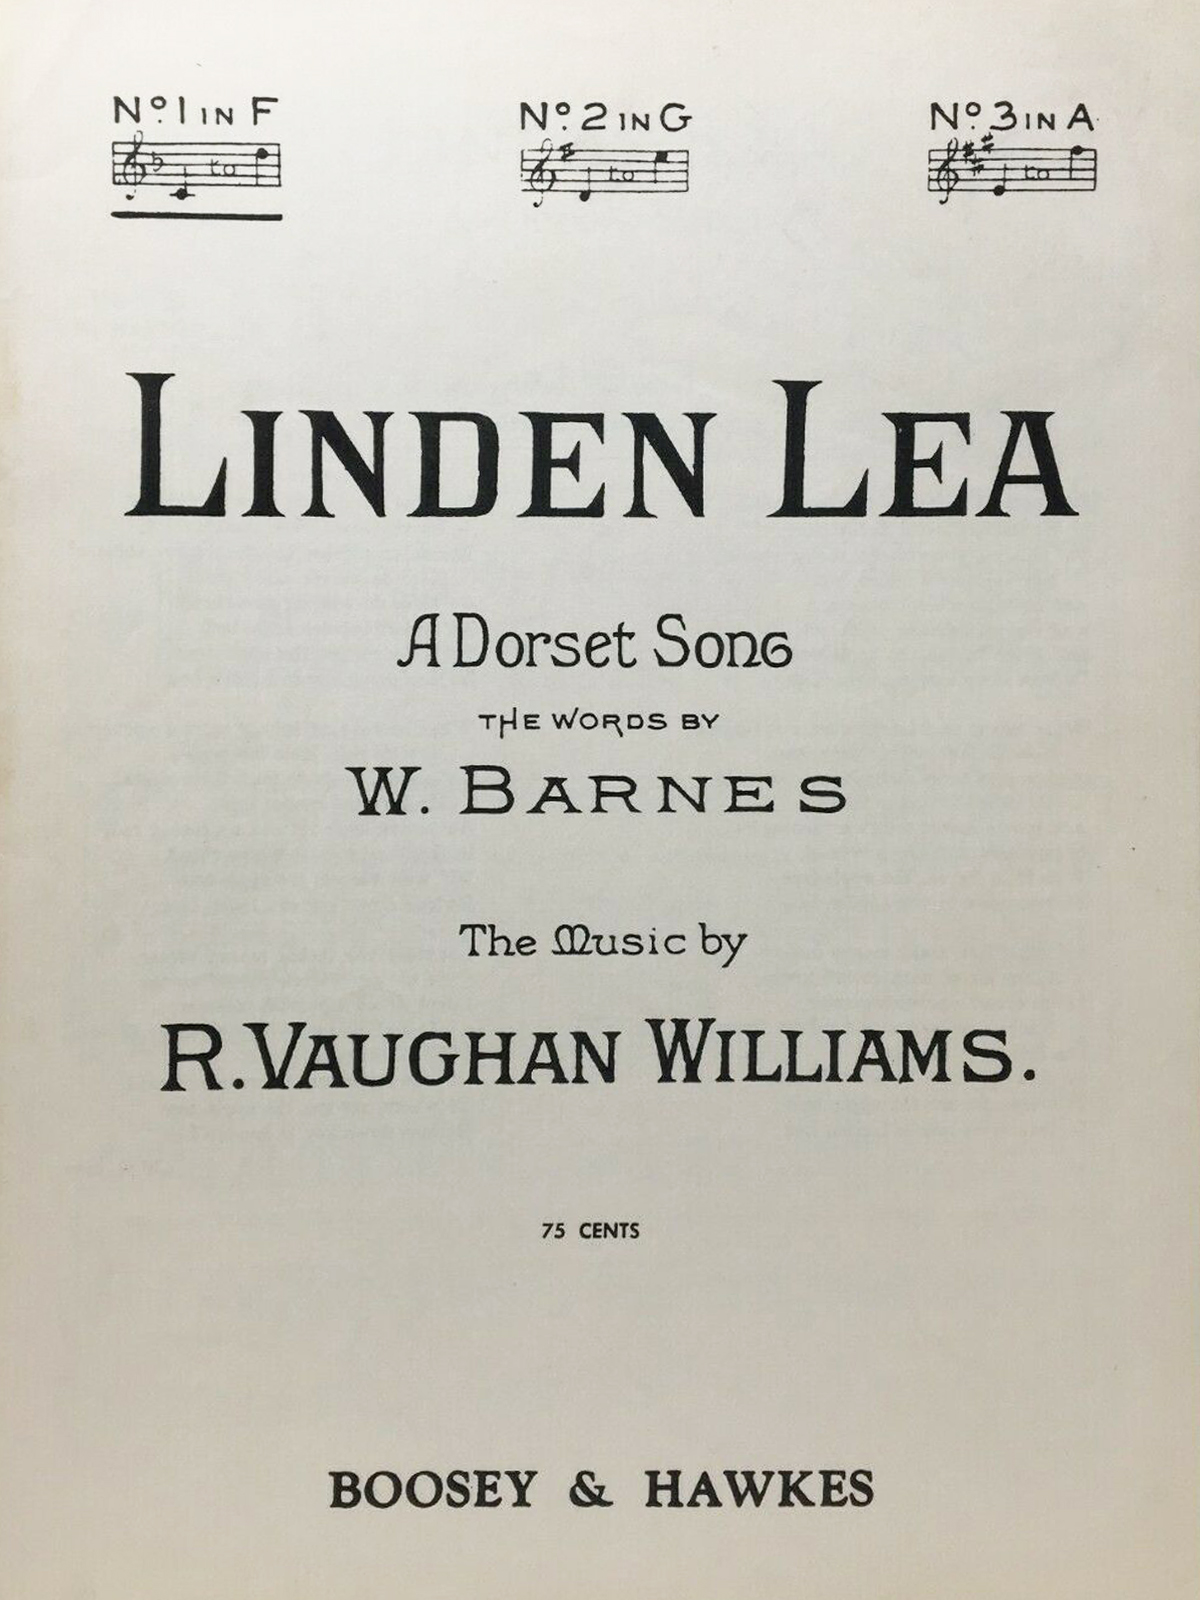 No. 1 IN F
No. 2 IN G
No. 3 IN A
to
to
to
LINDEN LEA
A Dorset Song
THE WORDS BY
W. BARNES
The Music by
R. VAUGHAN WILLIAMS.
75 CENTS
BOOSEY & HAWKES